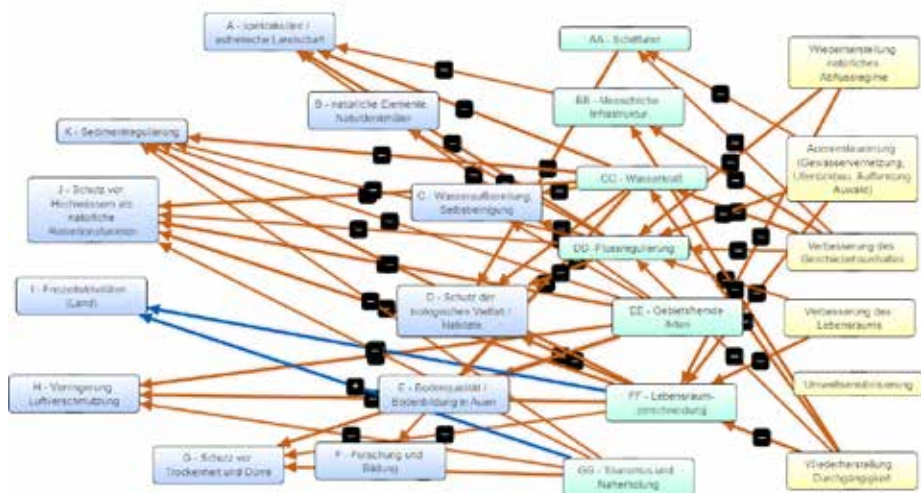 A - spektakuläre /
ästhetische Landschaft
AA - Schifffahrt
Wiederherstellung
natürliches
Abflussregime
B - natürliche Elemente,
Naturdenkmäler
BB - Menschliche
Infrastruktur
K - Sedimentregulierung
Auenvernetzung
(Gewässervernetzung,
Uferrückbau, Aufforstung
Auwald)
J - Schutz vor
Hochwässern als
natürliche
Retentionsfunktion
C - Wasseraufbereitung,
Selbstreinigung
CC - Wasserkraft
DD - Flussregulierung
Verbesserung des
Geschiebehaushaltes
I - Freizeitaktivitäten
(Land)
D - Schutz der
biologischen Vielfalt /
Habitate
EE - Gebietsfremde
Arten
Verbesserung des
Lebensraums
H - Verringerung
Luftverschmutzung
E - Bodenqualität /
Bodenbildung in Auen
FF - Lebensraum-
zerschneidung
Umweltsensibilisierung
G - Schutz vor
Trockenheit und Dürre
F - Forschung und
Bildung
GG - Tourismus und
Naherholung
Wiederherstellung
Durchgängigkeit